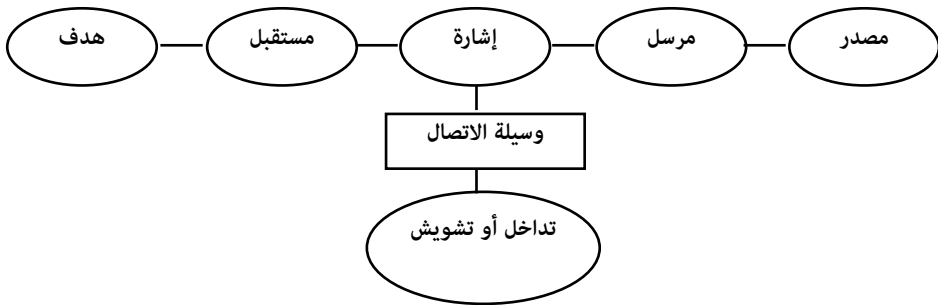 مصدر
مرسل
إشارة
مستقبل
هدف
وسيلة الاتصال
تداخل أو تشويش